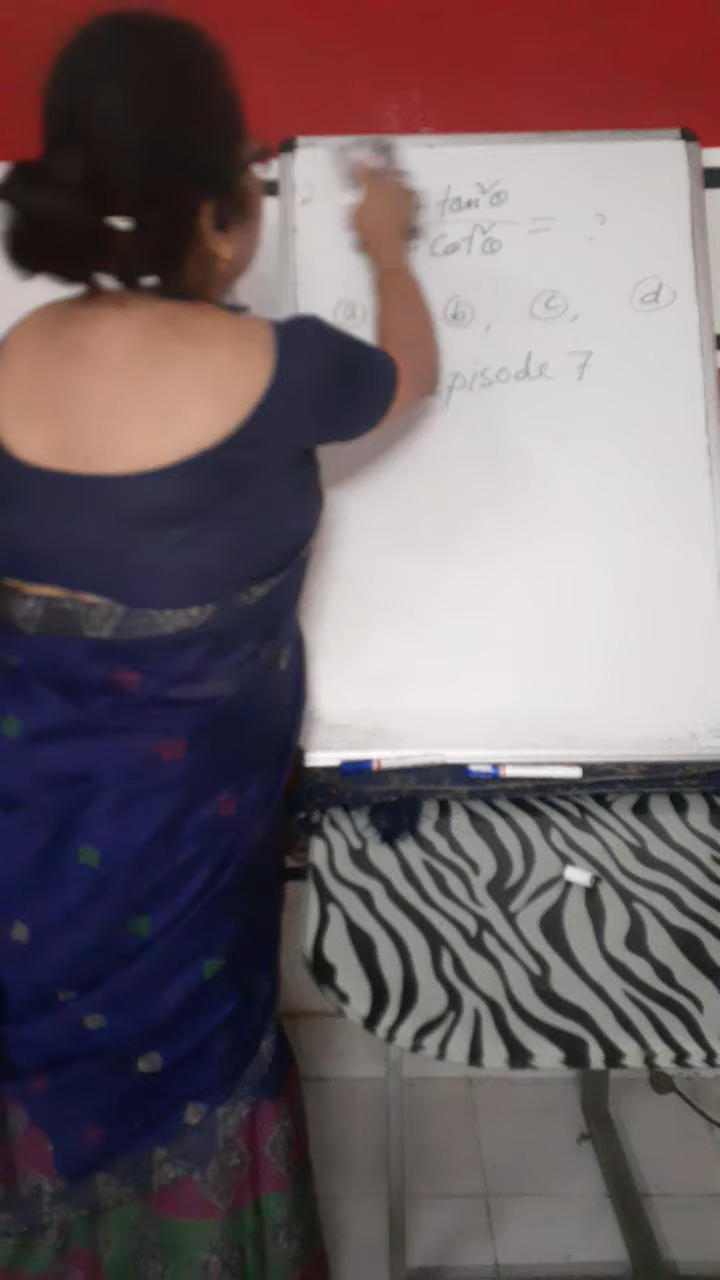 tan²θ
cot²θ = ?
(a) (b), (c), (d)
pisode 7